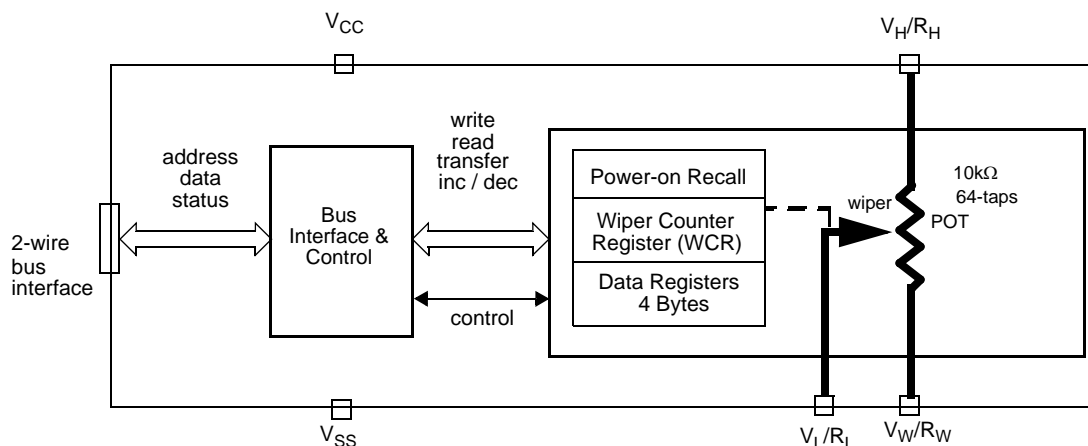 V_CC
V_H/R_H
address
data
status
write
read
transfer
inc / dec
2-wire
bus
interface
Bus
Interface &
Control
control
Power-on Recall
Wiper Counter
Register (WCR)
Data Registers
4 Bytes
wiper
10kΩ
64-taps
POT
V_SS
V_L/R_L
V_W/R_W